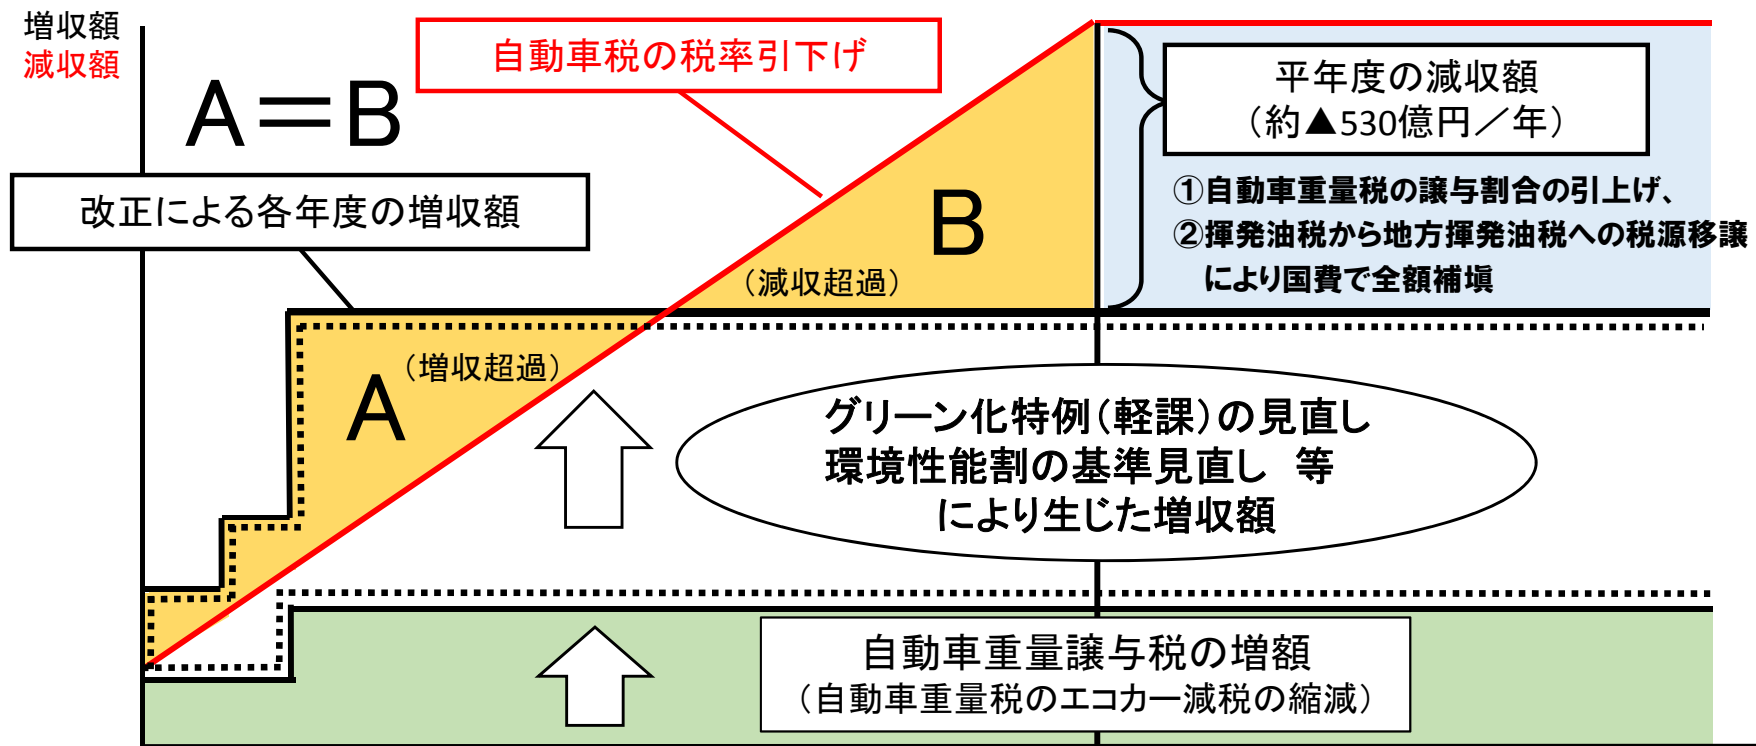 増収額
減収額
A＝B
自動車税の税率引下げ
平年度の減収額
（約▲530億円／年）
①自動車重量税の譲与割合の引上げ、
②揮発油税から地方揮発油税への税源移譲
により国費で全額補塡
改正による各年度の増収額
B
（減収超過）
A
（増収超過）
グリーン化特例（軽課）の見直し
環境性能割の基準見直し　等
により生じた増収額
自動車重量譲与税の増額
（自動車重量税のエコカー減税の縮減）